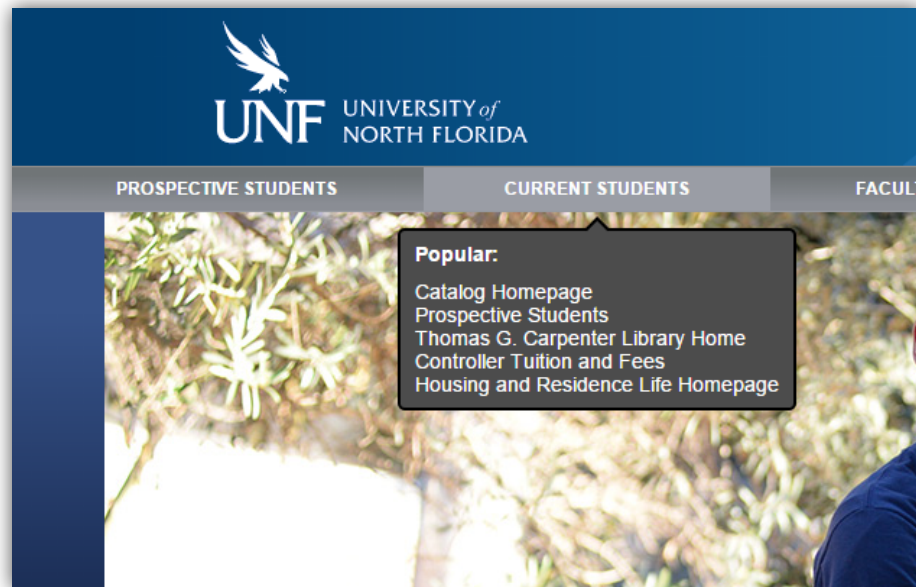 UNF UNIVERSITY of
NORTH FLORIDA
PROSPECTIVE STUDENTS CURRENT STUDENTS
Popular:
Catalog Homepage
Prospective Students
Thomas G. Carpenter Library Home
Controller Tuition and Fees
Housing and Residence Life Homepage